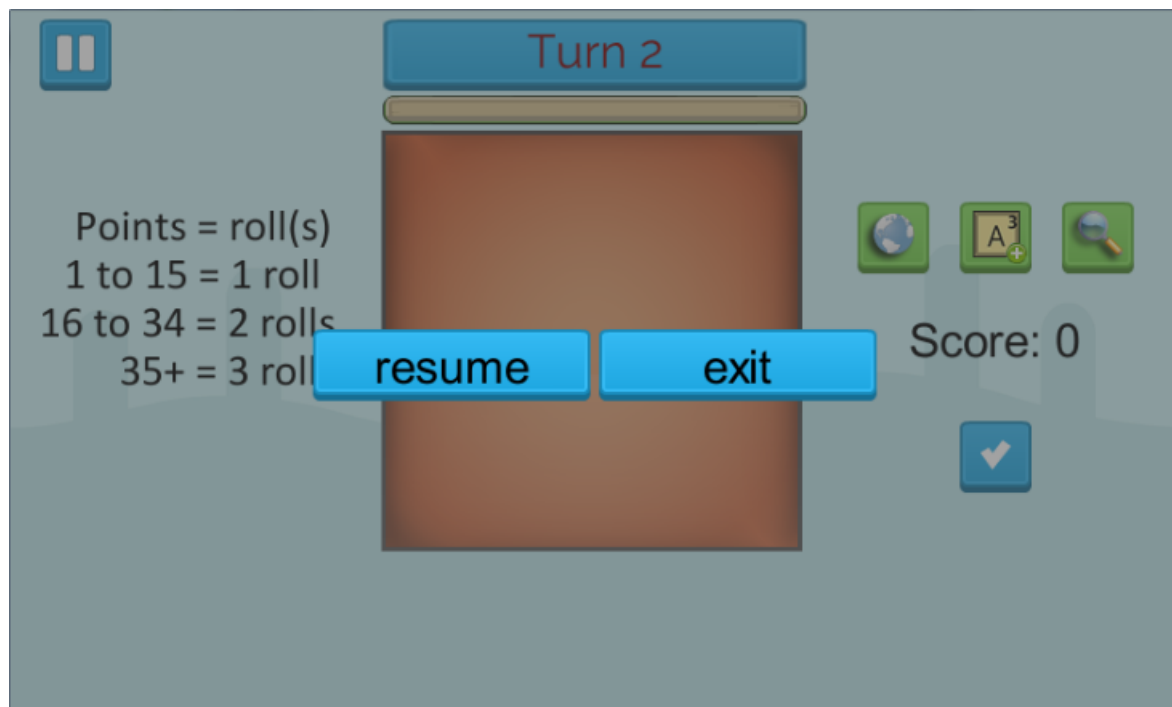 Turn 2
Points = roll(s)
1 to 15 = 1 roll
16 to 34 = 2 rolls
35+ = 3 roll
A 3
Score: 0
resume
exit